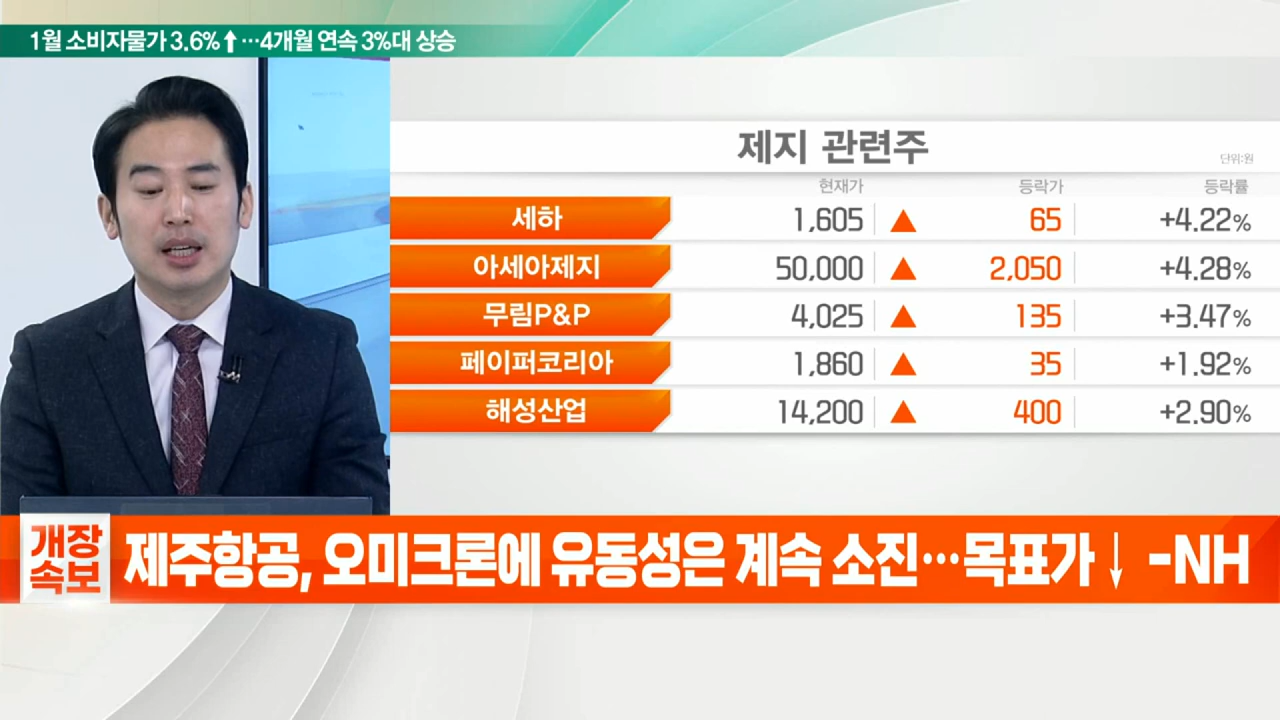 1월 소비자물가 3.6%⬆…4개월 연속 3%대 상승
제지 관련주
단위:원
현재가 등락가 등락률
세하 1,605 ▲ 65 +4.22%
아세아제지 50,000 ▲ 2,050 +4.28%
무림P&P 4,025 ▲ 135 +3.47%
페이퍼코리아 1,860 ▲ 35 +1.92%
해성산업 14,200 ▲ 400 +2.90%
개장
속보
제주항공, 오미크론에 유동성은 계속 소진…목표가↓ -NH